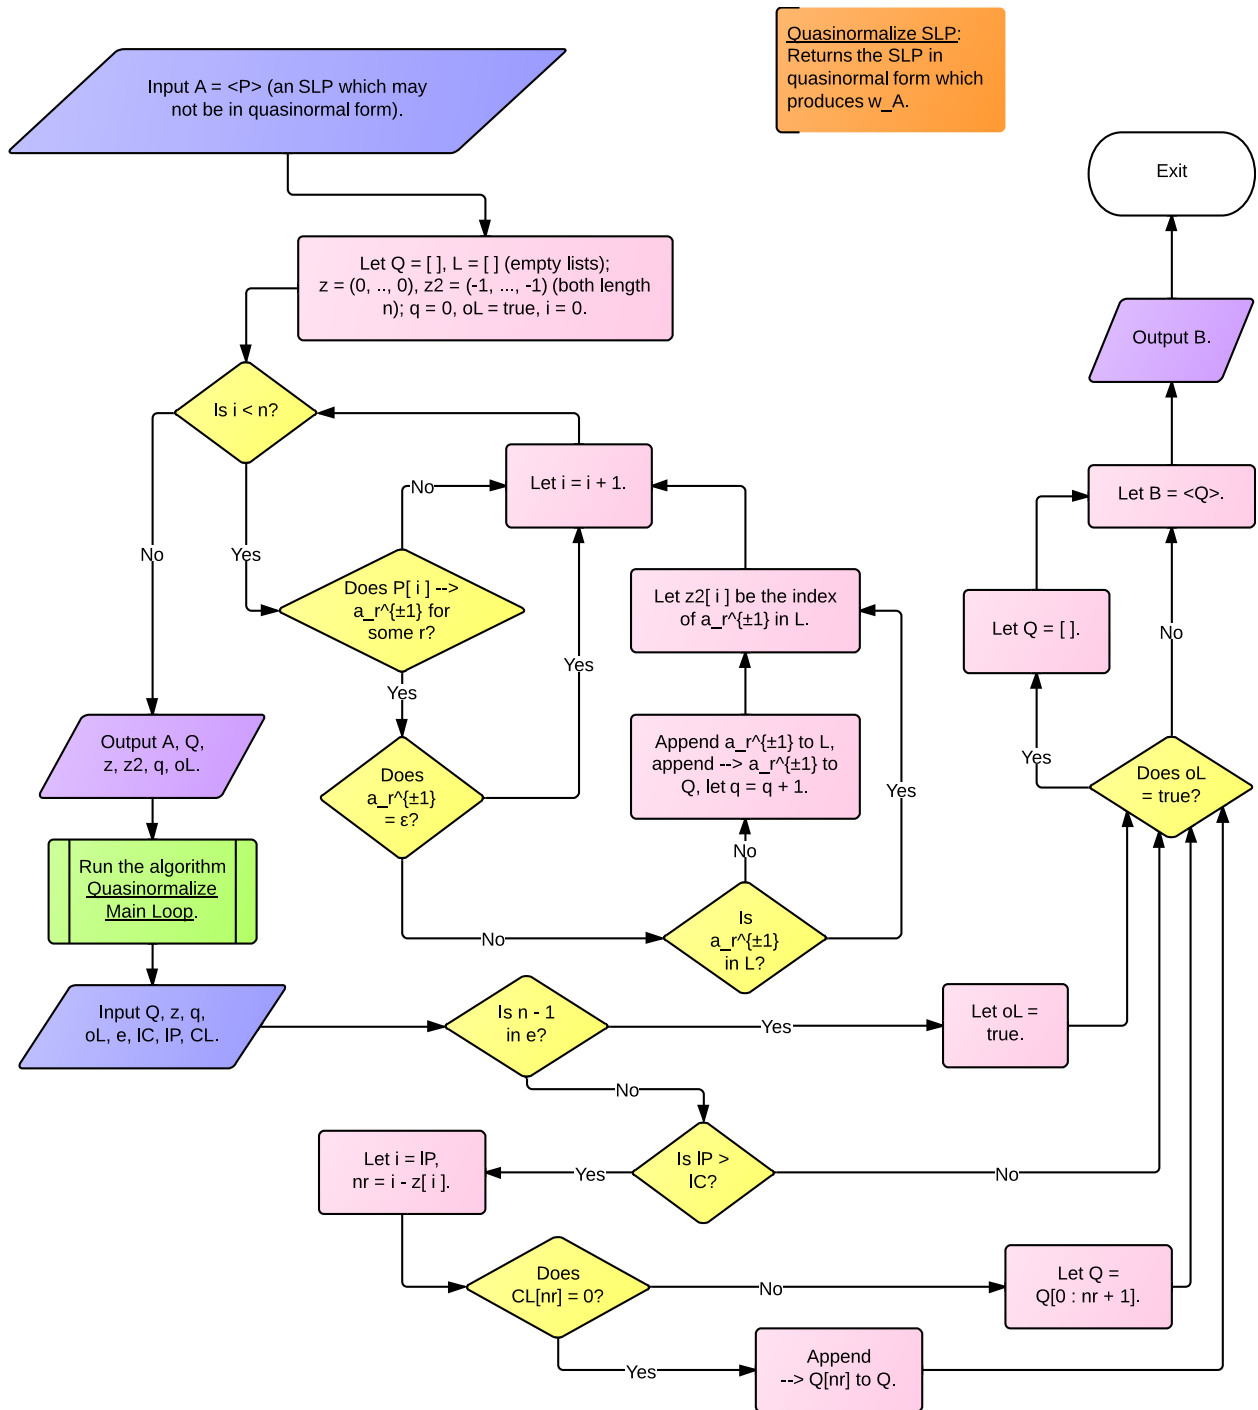 Quasinormalize SLP:
Returns the SLP in
quasinormal form which
produces w_A.
Input A = <P> (an SLP which may
not be in quasinormal form).
Exit
Let Q = [ ], L = [ ] (empty lists);
z = (0, .., 0), z2 = (-1, ..., -1) (both length
n); q = 0, oL = true, i = 0.
Output B.
Is i < n?
Let i = i + 1.
Let B = <Q>.
No
No
Yes
Does P[ i ] -->
a_r^{±1} for
some r?
Let z2[ i ] be the index
of a_r^{±1} in L.
Let Q = [ ].
No
Yes
Yes
Output A, Q,
z, z2, q, oL.
Does
a_r^{±1}
= ε?
Append a_r^{±1} to L,
append --> a_r^{±1} to
Q, let q = q + 1.
Yes
Yes
Does oL
= true?
Run the algorithm
Quasinormalize
Main Loop.
No
No
Is
a_r^{±1}
in L?
Input Q, z, q,
oL, e, lC, lP, CL.
Is n - 1
in e?
Yes
Let oL =
true.
No
Let i = lP,
nr = i - z[ i ].
Yes
Is lP >
lC?
No
Does
CL[nr] = 0?
No
Let Q =
Q[0 : nr + 1].
Yes
Append
--> Q[nr] to Q.